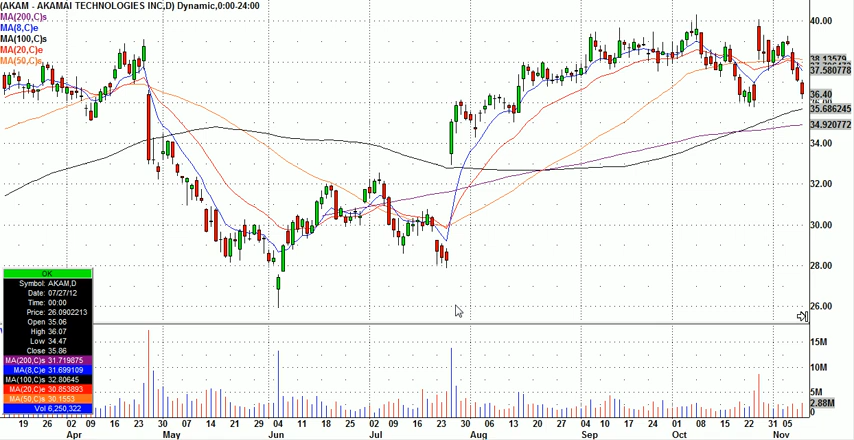 (AKAM - AKAMAI TECHNOLOGIES INC,D) Dynamic,0:00-24:00
MA(200,C)s
MA(8,C)e
MA(100,C)s
MA(20,C)e
MA(50,C)s
40.00
37.580778
36.40
35.686245
34.920772
34.00
32.00
30.00
28.00
26.00
OK
Symbol: AKAM,D
Date: 07/27/12
Time: 00:00
Price: 26.0902213
Open 35.06
High 36.07
Low 34.47
Close 35.86
MA(200,C)s 31.719875
MA(8,C)e 31.699109
MA(100,C)s 32.80645
MA(20,C)e 30.853893
MA(50,C)s 30.1553
Vol 6,250,322
15M
10M
5M
2.88M
0
19 26 02 09 16 23 07 14 21 29 04 11 18 25 09 16 23 06 13 20 27 10 17 24 08 15 22 31 05
Apr May Jun Jul Aug Sep Oct Nov